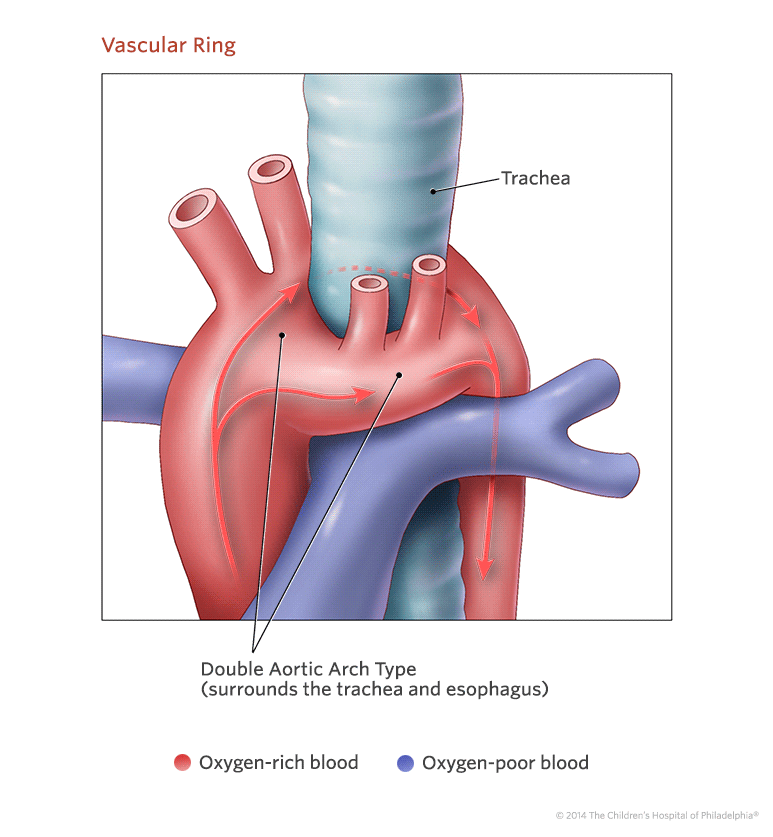 Vascular Ring
Trachea
Double Aortic Arch Type
(surrounds the trachea and esophagus)
Oxygen-rich blood
Oxygen-poor blood
© 2014 The Children's Hospital of Philadelphia®